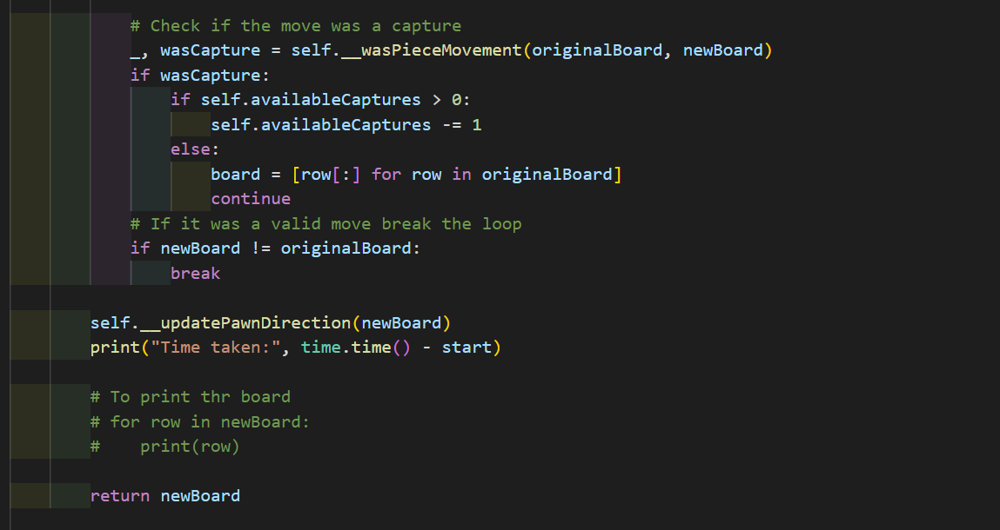 # Check if the move was a capture
_, wasCapture = self.__wasPieceMovement(originalBoard, newBoard)
if wasCapture:
if self.availableCaptures > 0:
self.availableCaptures -= 1
else:
board = [row[:] for row in originalBoard]
continue
# If it was a valid move break the loop
if newBoard != originalBoard:
break
self.__updatePawnDirection(newBoard)
print("Time taken:", time.time() - start)
# To print thr board
# for row in newBoard:
#    print(row)
return newBoard